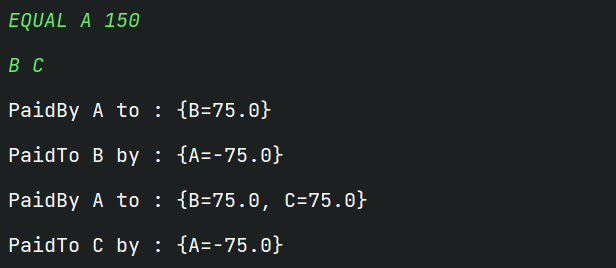 EQUAL A 150
B C
PaidBy A to : {B=75.0}
PaidTo B by : {A=-75.0}
PaidBy A to : {B=75.0, C=75.0}
PaidTo C by : {A=-75.0}